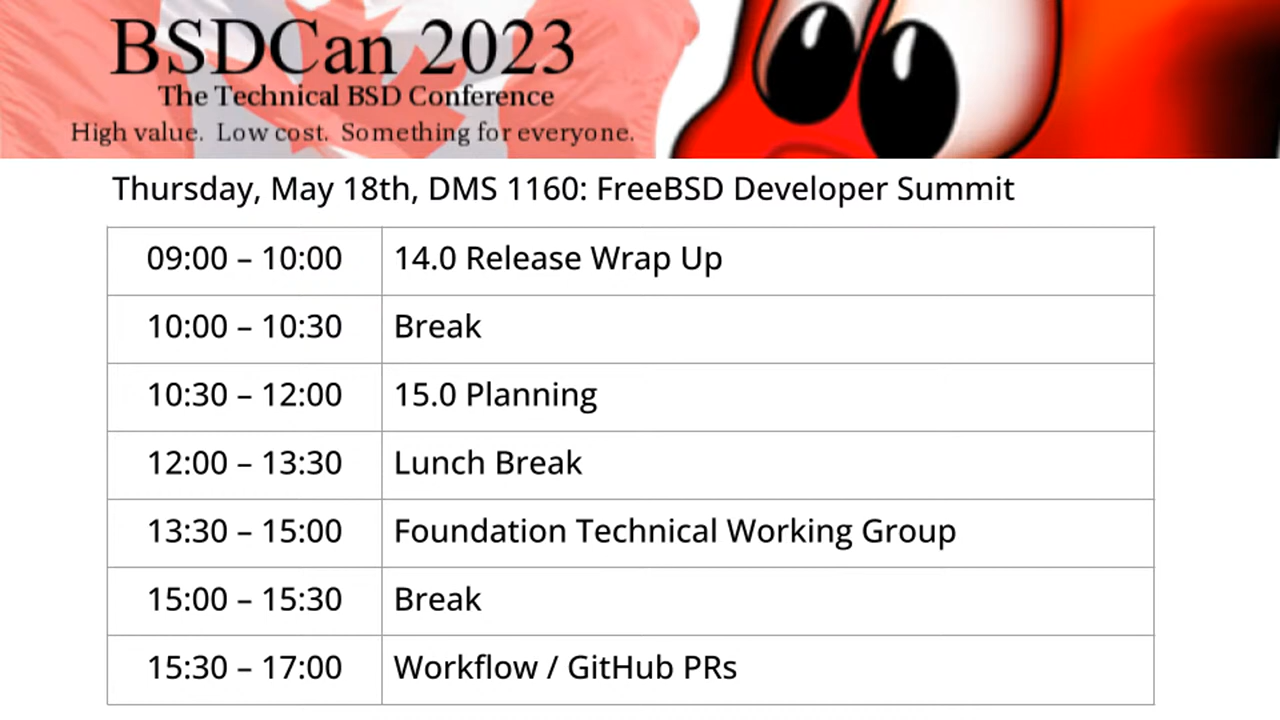 BSDCan 2023
The Technical BSD Conference
High value. Low cost. Something for everyone.
Thursday, May 18th, DMS 1160: FreeBSD Developer Summit
09:00 – 10:00 14.0 Release Wrap Up
10:00 – 10:30 Break
10:30 – 12:00 15.0 Planning
12:00 – 13:30 Lunch Break
13:30 – 15:00 Foundation Technical Working Group
15:00 – 15:30 Break
15:30 – 17:00 Workflow / GitHub PRs